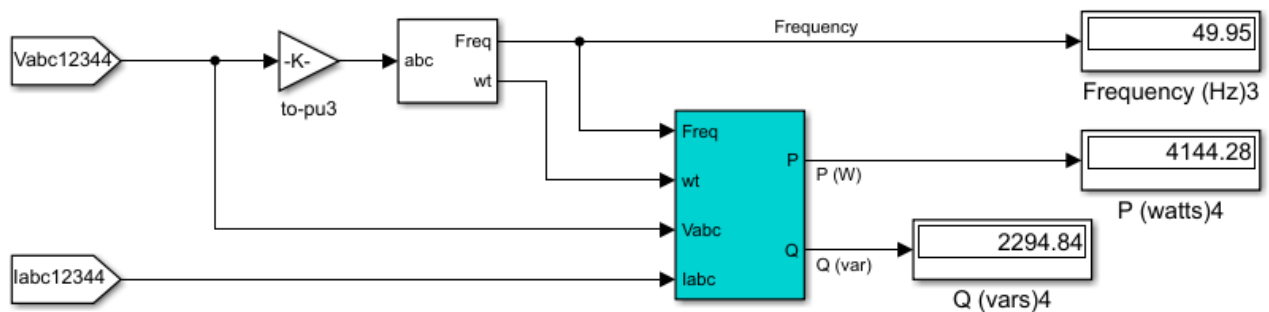 Vabc12344
-K-
to-pu3
abc
Freq
wt
Frequency
49.95
Frequency (Hz)3
Freq
wt
Vabc
Iabc
P
Q
P (W)
4144.28
P (watts)4
Q (var)
2294.84
Q (vars)4
Iabc12344